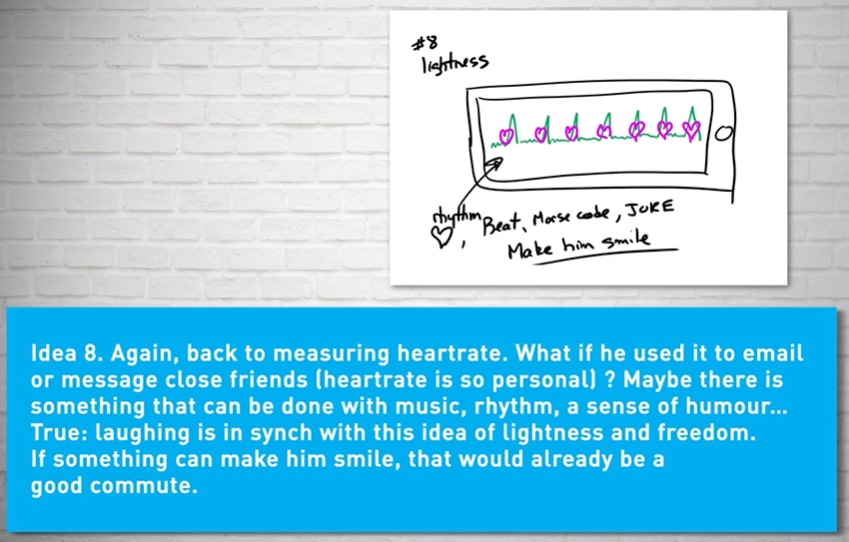 #8
lightness
rhythm, Beat, Morse code, JOKE
Make him smile
Idea 8. Again, back to measuring heartrate. What if he used it to email
or message close friends (heartrate is so personal) ? Maybe there is
something that can be done with music, rhythm, a sense of humour...
True: laughing is in synch with this idea of lightness and freedom.
If something can make him smile, that would already be a
good commute.